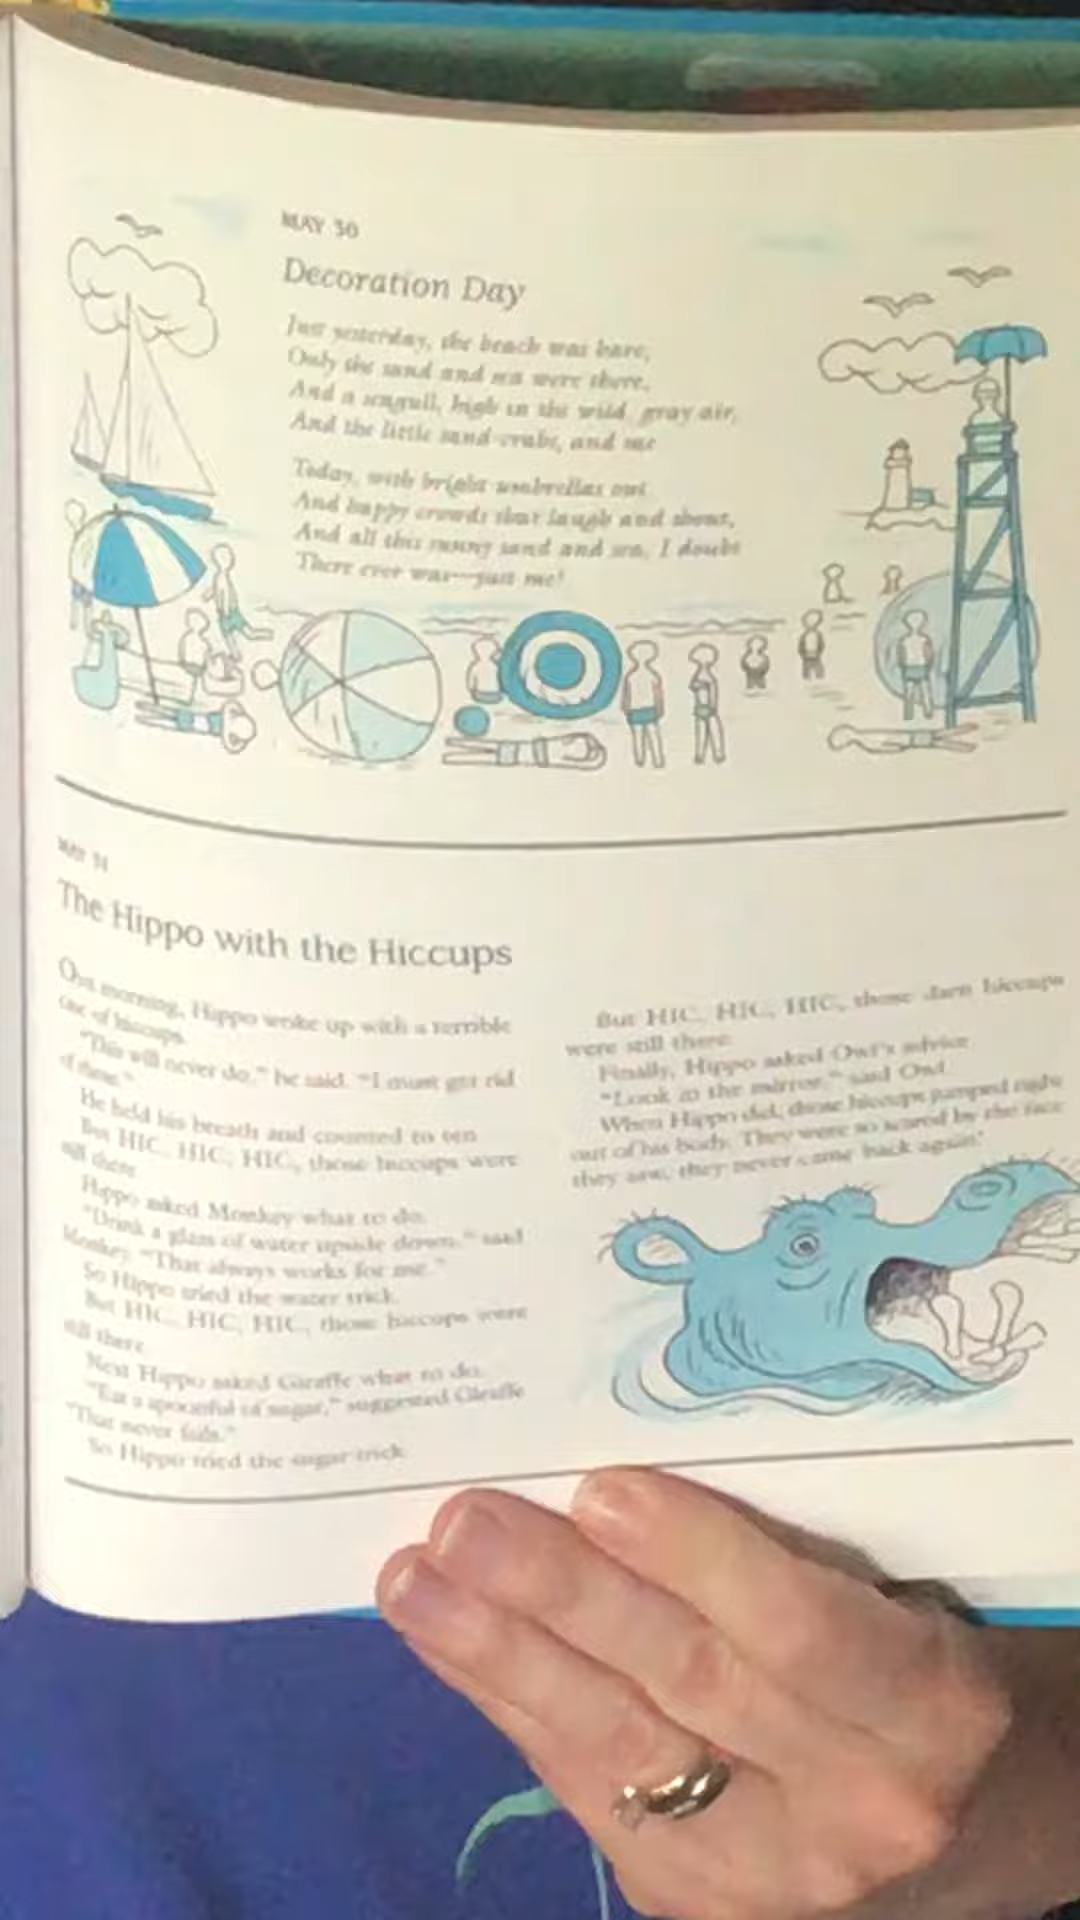 MAY 30
Decoration Day
Just yesterday, the beach was bare,
Only the sand and sea were there,
And a seagull, high in the wild, gray air,
And the little sand-crabs, and me
Today, with bright umbrellas out
And happy crowds that laugh and shout,
And all this sunny sand and sea, I doubt
There ever was—just me!
MAY 31
The Hippo with the Hiccups
One morning, Hippo woke up with a terrible
case of hiccups.
"This will never do," he said. "I must get rid
of these."
He held his breath and counted to ten
But HIC, HIC, HIC, those hiccups were
still there
Hippo asked Monkey what to do.
"Drink a glass of water upside down," said
Monkey. "That always works for me."
So Hippo tried the water trick.
But HIC, HIC, HIC, those hiccups were
still there
Next Hippo asked Giraffe what to do.
"Eat a spoonful of sugar," suggested Giraffe
"That never fails."
So Hippo tried the sugar trick
But HIC, HIC, HIC, those darn hiccups
were still there.
Finally, Hippo asked Owl's advice
"Look in the mirror," said Owl
When Hippo did, those hiccups jumped right
out of his body. They were so scared by the face
they saw, they never came back again!